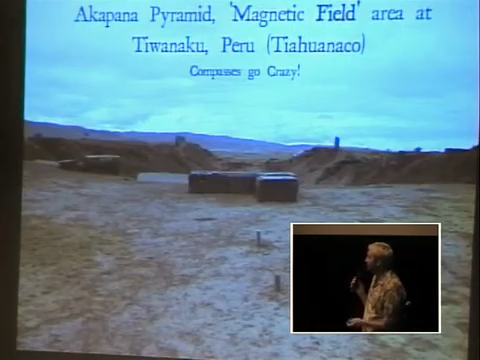 Akapana Pyramid, 'Magnetic Field' area at
Tiwanaku, Peru (Tiahuanaco)
Compasses go Crazy!